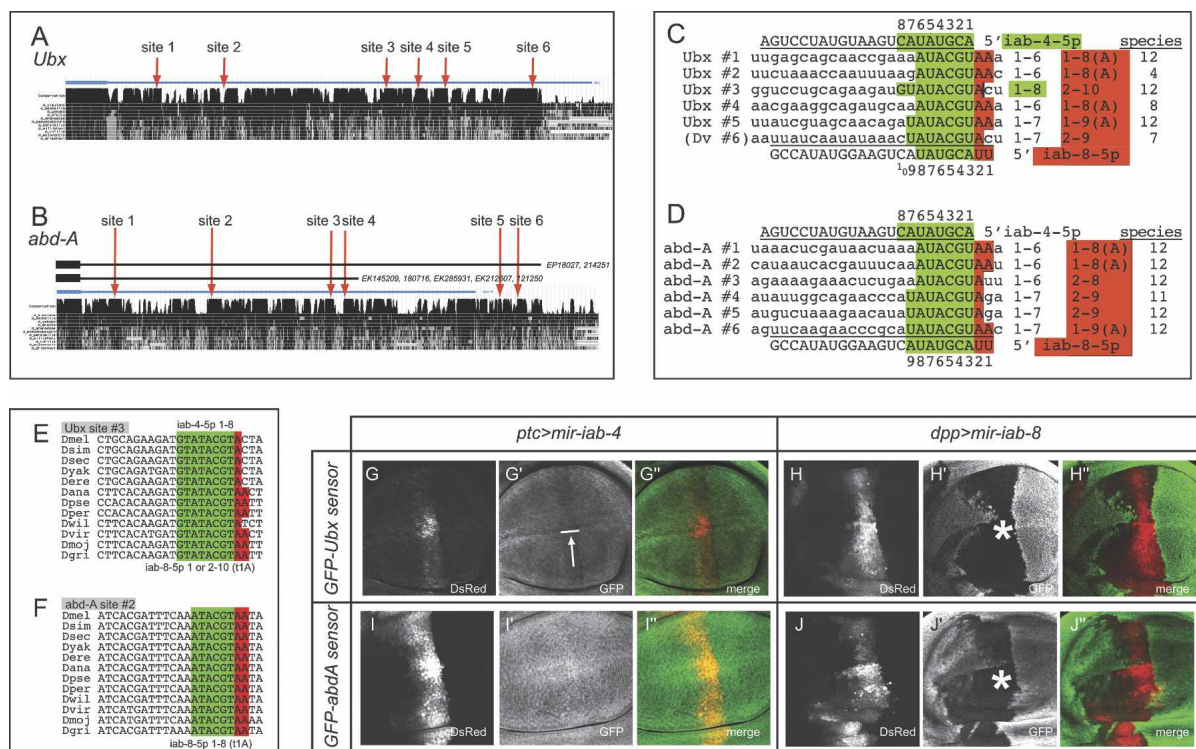 A
Ubx
site 1
site 2
site 3
site 4
site 5
site 6
B
abd-A
site 1
site 2
site 3
site 4
site 5
site 6
EP18027, 214251
EK145209, 180716, EK285931, EK212607, 121250
C
87654321
AGUCCUAUGUAAGUCAUAUGCA 5' iab-4-5p species
Ubx #1 uugagcagcaaccgaaaAUACGUAAa 1-6 1-8(A) 12
Ubx #2 ucutaaccaauuuaagAUACGUAAc 1-6 1-8(A) 4
Ubx #3 gguccugcagaagauGUAUACGUAcu 1-8 2-10 12
Ubx #4 aacgaaggcaugcaaaAUACGUAAa 1-6 1-8(A) 8
Ubx #5 uuaucguagcaacagaUAUACGUAAu 1-7 1-9(A) 12
(Dv #6) aauuaucaauauaaacUAUACGUAcu 1-7 2-9 7
GCCAUAUGGAAGUCAUAUGCAUU 5' iab-8-5p
10987654321
D
87654321
AGUCCUAUGUAAGUCAUAUGCA 5' iab-4-5p species
abd-A #1 uaaacucgauaacuaaaAUACGUAAa 1-6 1-8(A) 12
abd-A #2 cauaaucacgauuucaaAUACGUAAu 1-6 1-8(A) 12
abd-A #3 agaaaagaaacucugaaAUACGUAuu 1-6 2-8 12
abd-A #4 auauuggcagaacccaUAUACGUAga 1-7 2-9 11
abd-A #5 augucuaaagaacacaUAUACGUAga 1-7 2-9 12
abd-A #6 aguucaagaacccgcaUAUACGUAAc 1-7 1-9(A) 12
GCCAUAUGGAAGUCAUAUGCAUU 5' iab-8-5p
987654321
E
Ubx site #3
iab-4-5p 1-8
Dmel CTGCAGAAGATGTATACGTACTA
Dsim CTGCAGAAGATGTATACGTACTA
Dsec CTGCAGAAGATGTATACGTACTA
Dyak CTGCAGATGATGTATACGTACTA
Dere CTGCAGAAGATGTATACGTACTA
Dana CTTCACAAGATGTATACGTAACT
Dpse CCACACAAGATGTATACGTAATT
Dper CCACACAAGATGTATACGTAATT
Dwil CTTCACATGATGTATACGTATCT
Dvir CTTCACAAGATGTATACGTAACT
Dmoj CTTCACAAGATGTATACGTAATT
Dgri CTTCACAAGATGTATACGTAATT
iab-8-5p 1 or 2-10 (t1A)
F
abd-A site #2
Dmel ATCACGATTTCAAATACGTAATA
Dsim ATCACGATTTCAAATACGTAATA
Dsec ATCACGATTTCAAATACGTAATA
Dyak ATCACGATTTCAAATACGTAATA
Dere ATCACGATTTCAAATACGTAATA
Dana ATCACGATTTCAAATACGTAATA
Dpse ATCACGATTTCAAATACGTAATA
Dper ATCACGATTTCAAATACGTAATA
Dwil ATCACGATTTCAAATACGTAATA
Dvir ATCACGATTTCAAATACGTAATA
Dmoj ATCATGATTTCAAATACGTAAAA
Dgri ATCACGATTTCAAATACGTAATA
iab-8-5p 1-8 (t1A)
ptc>mir-iab-4
dpp>mir-iab-8
GFP-Ubx sensor
G
DsRed
G'
GFP
G''
merge
H
DsRed
H'
*
GFP
H''
merge
GFP-abdA sensor
I
DsRed
I'
GFP
I''
merge
J
DsRed
J'
*
GFP
J''
merge